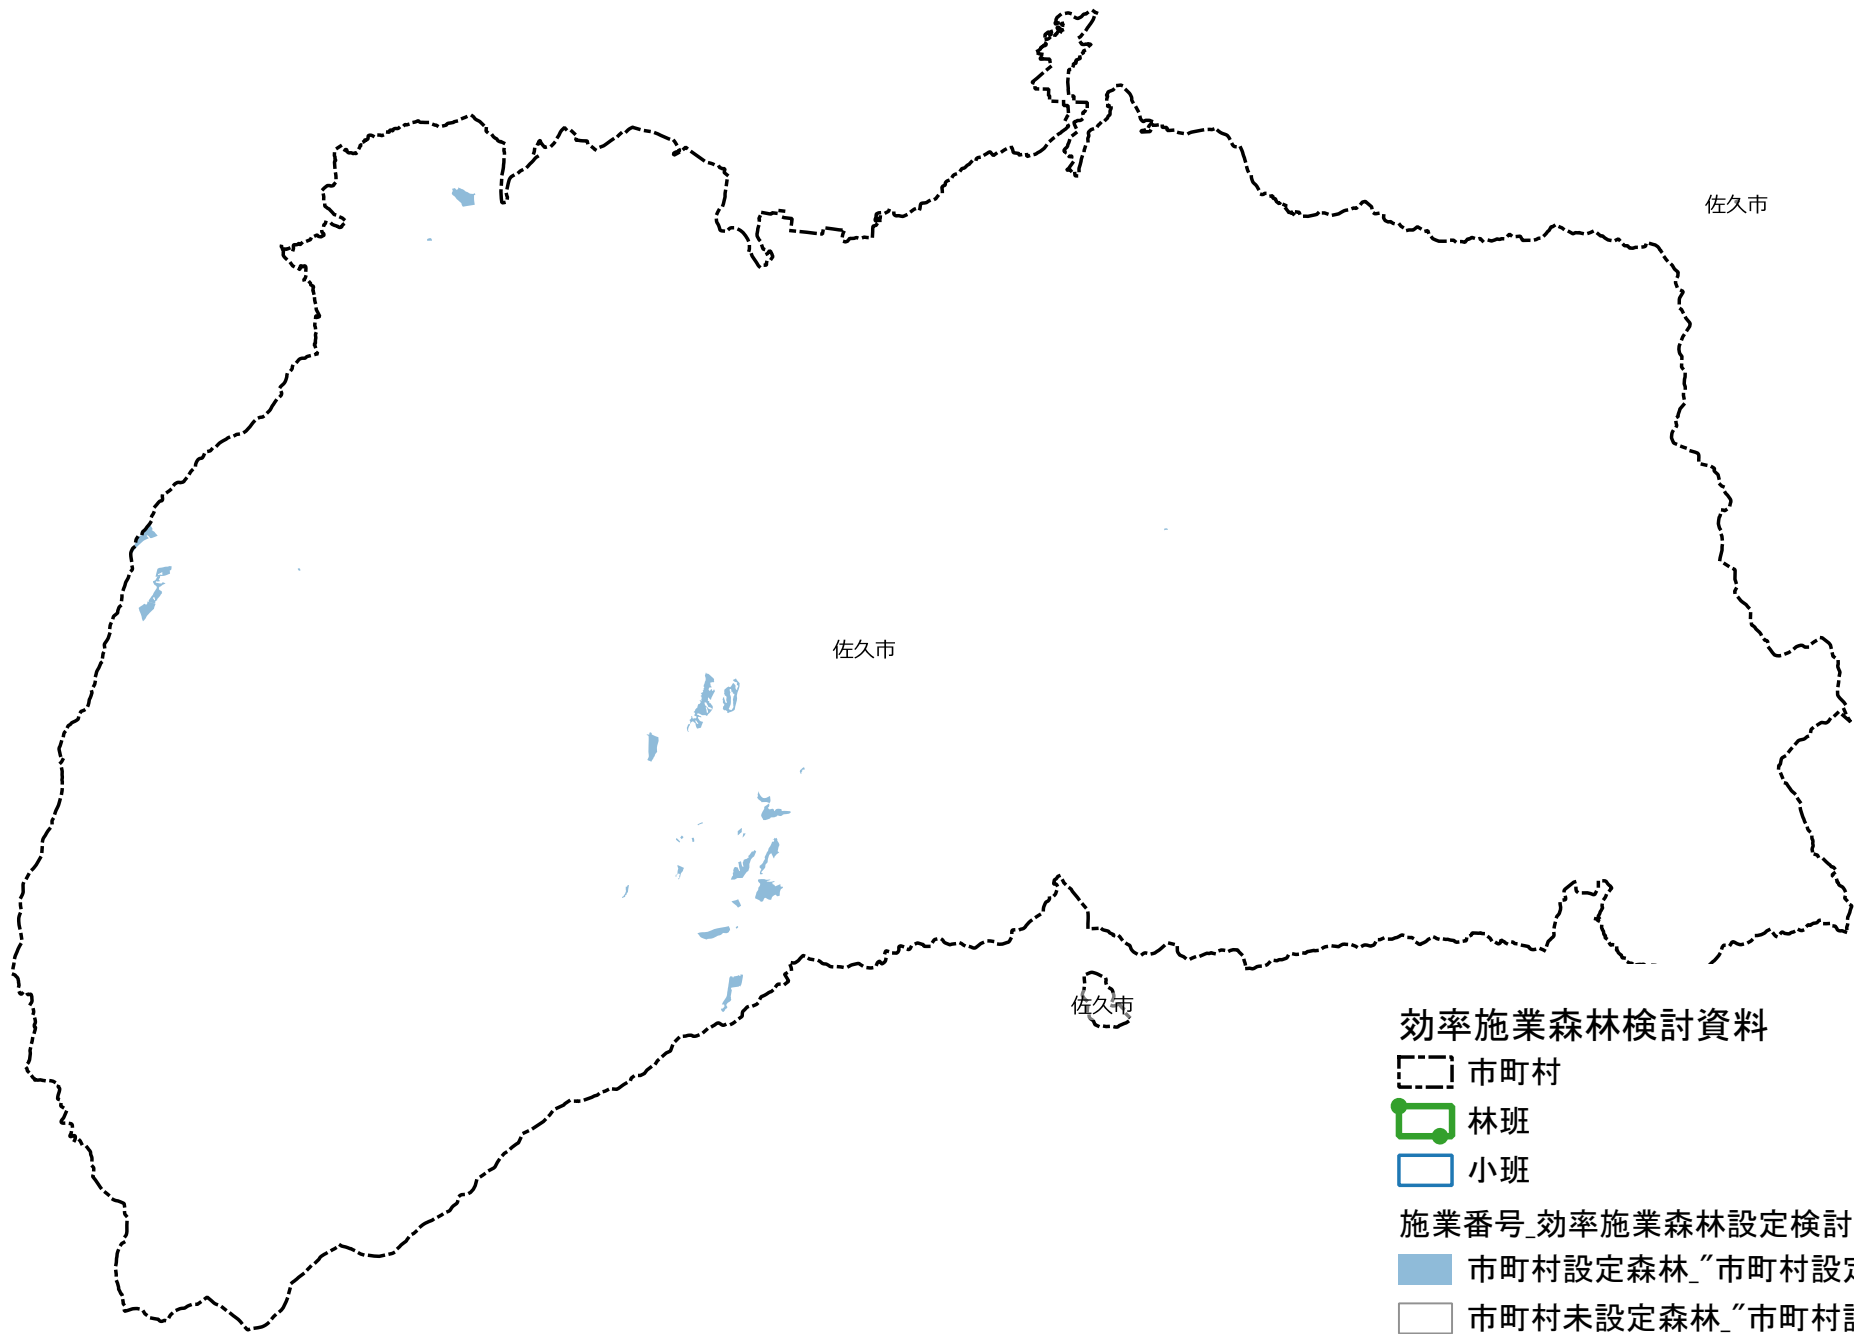 佐久市
佐久市
佐久市
効率施業森林検討資料
市町村
林班
小班
施業番号_効率施業森林設定検討
市町村設定森林_"市町村設定
市町村未設定森林_"市町村設